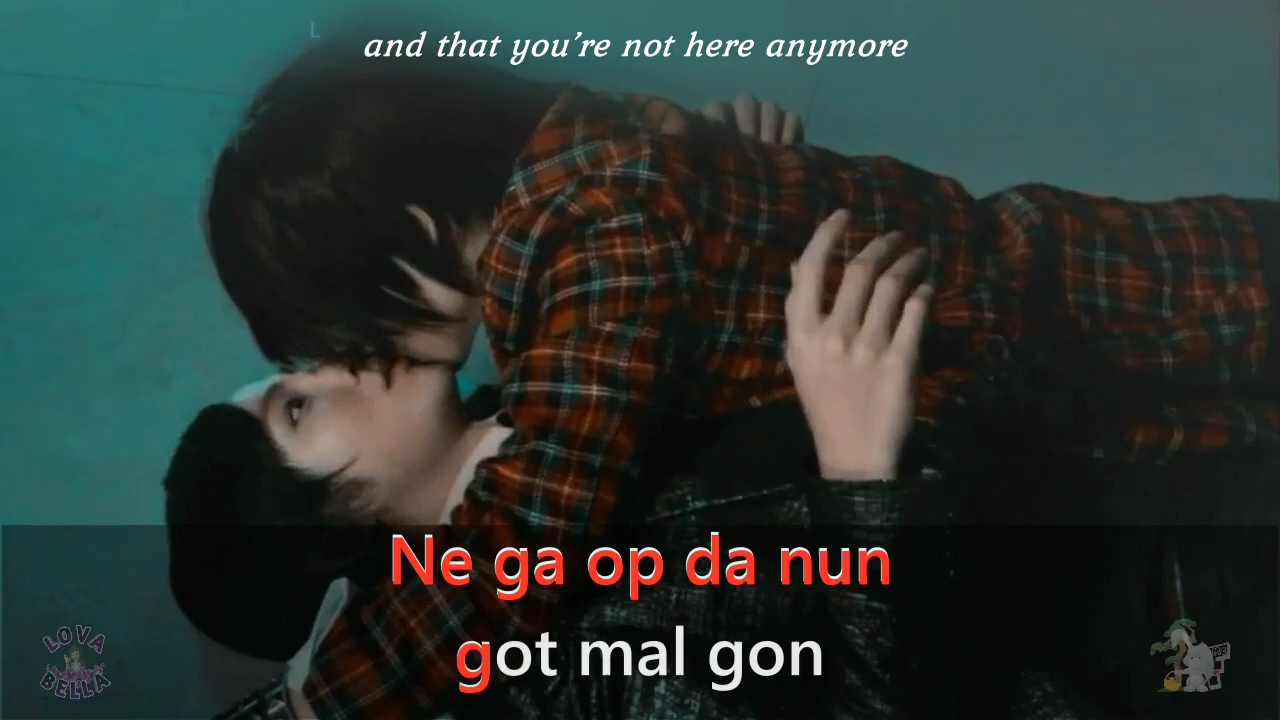 and that you're not here anymore
Ne ga op da nun
got mal gon
LOVA
BELLA